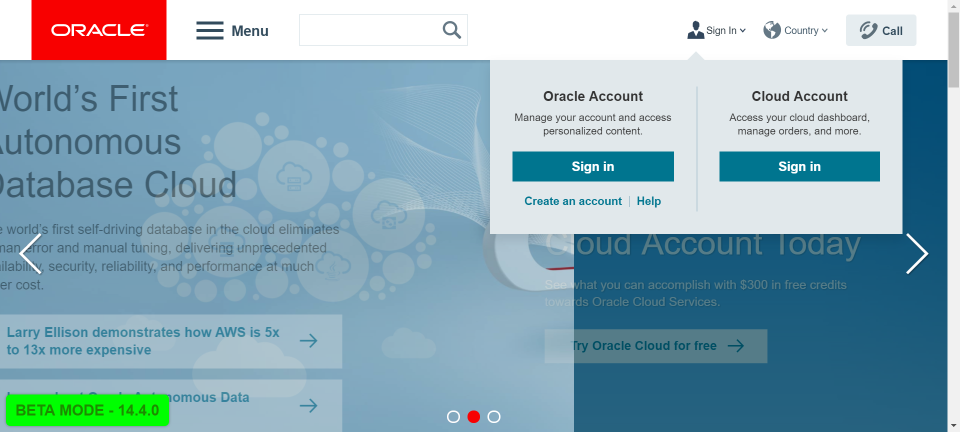 ORACLE
Menu
Sign In
Country
Call
Oracle Account
Manage your account and access
personalized content.
Sign in
Create an account | Help
Cloud Account
Access your cloud dashboard,
manage orders, and more.
Sign in
World's First
Autonomous
Database Cloud
world's first self-driving database in the cloud eliminates
error and manual tuning, delivering unprecedented
security, reliability, and performance at much
cost.
Larry Ellison demonstrates how AWS is 5x
to 13x more expensive
Oracle Autonomous Data
Cloud Account Today
See what you can accomplish with $300 in free credits
towards Oracle Cloud Services.
Try Oracle Cloud for free
BETA MODE - 14.4.0